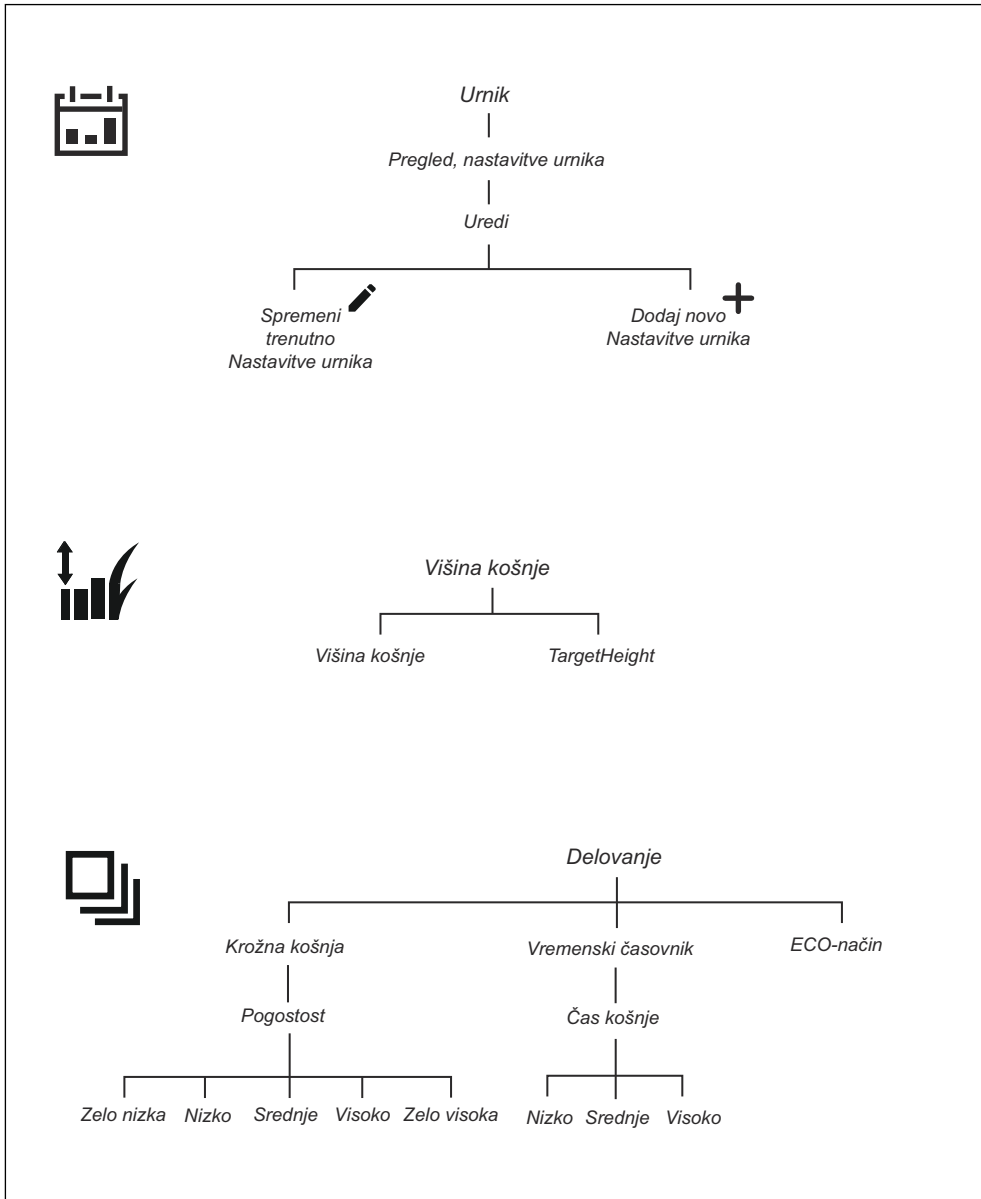 Urnik
Pregled, nastavitve urnika
Uredi
Spremeni
trenutno
Nastavitve urnika
Dodaj novo
Nastavitve urnika
Višina košnje
Višina košnje
TargetHeight
Delovanje
Krožna košnja
Vremenski časovnik
ECO-način
Pogostost
Čas košnje
Zelo nizka
Nizko
Srednje
Visoko
Zelo visoka
Nizko
Srednje
Visoko